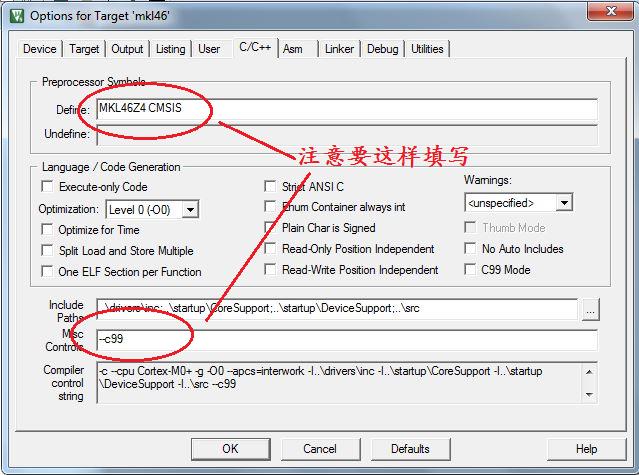 Options for Target 'mkl46'
Device Target Output Listing User C/C++ Asm Linker Debug Utilities
Preprocessor Symbols
Define: MKL46Z4 CMSIS
Undefine:
注意要这样填写
Language / Code Generation
Execute-only Code
Strict ANSI C
Warnings:
Optimization: Level 0 (-O0)
Enum Container always int
<unspecified>
Optimize for Time
Plain Char is Signed
Thumb Mode
Split Load and Store Multiple
Read-Only Position Independent
No Auto Includes
One ELF Section per Function
Read-Write Position Independent
C99 Mode
Include Paths ..\drivers\inc;..\startup\CoreSupport;..\startup\DeviceSupport;..\src
...
Misc Controls --c99
Compiler control string -c --cpu Cortex-M0+ -g -O0 --apcs=interwork -I..\drivers\inc -I..\startup\CoreSupport -I..\startup
\DeviceSupport -I..\src --c99
OK Cancel Defaults Help